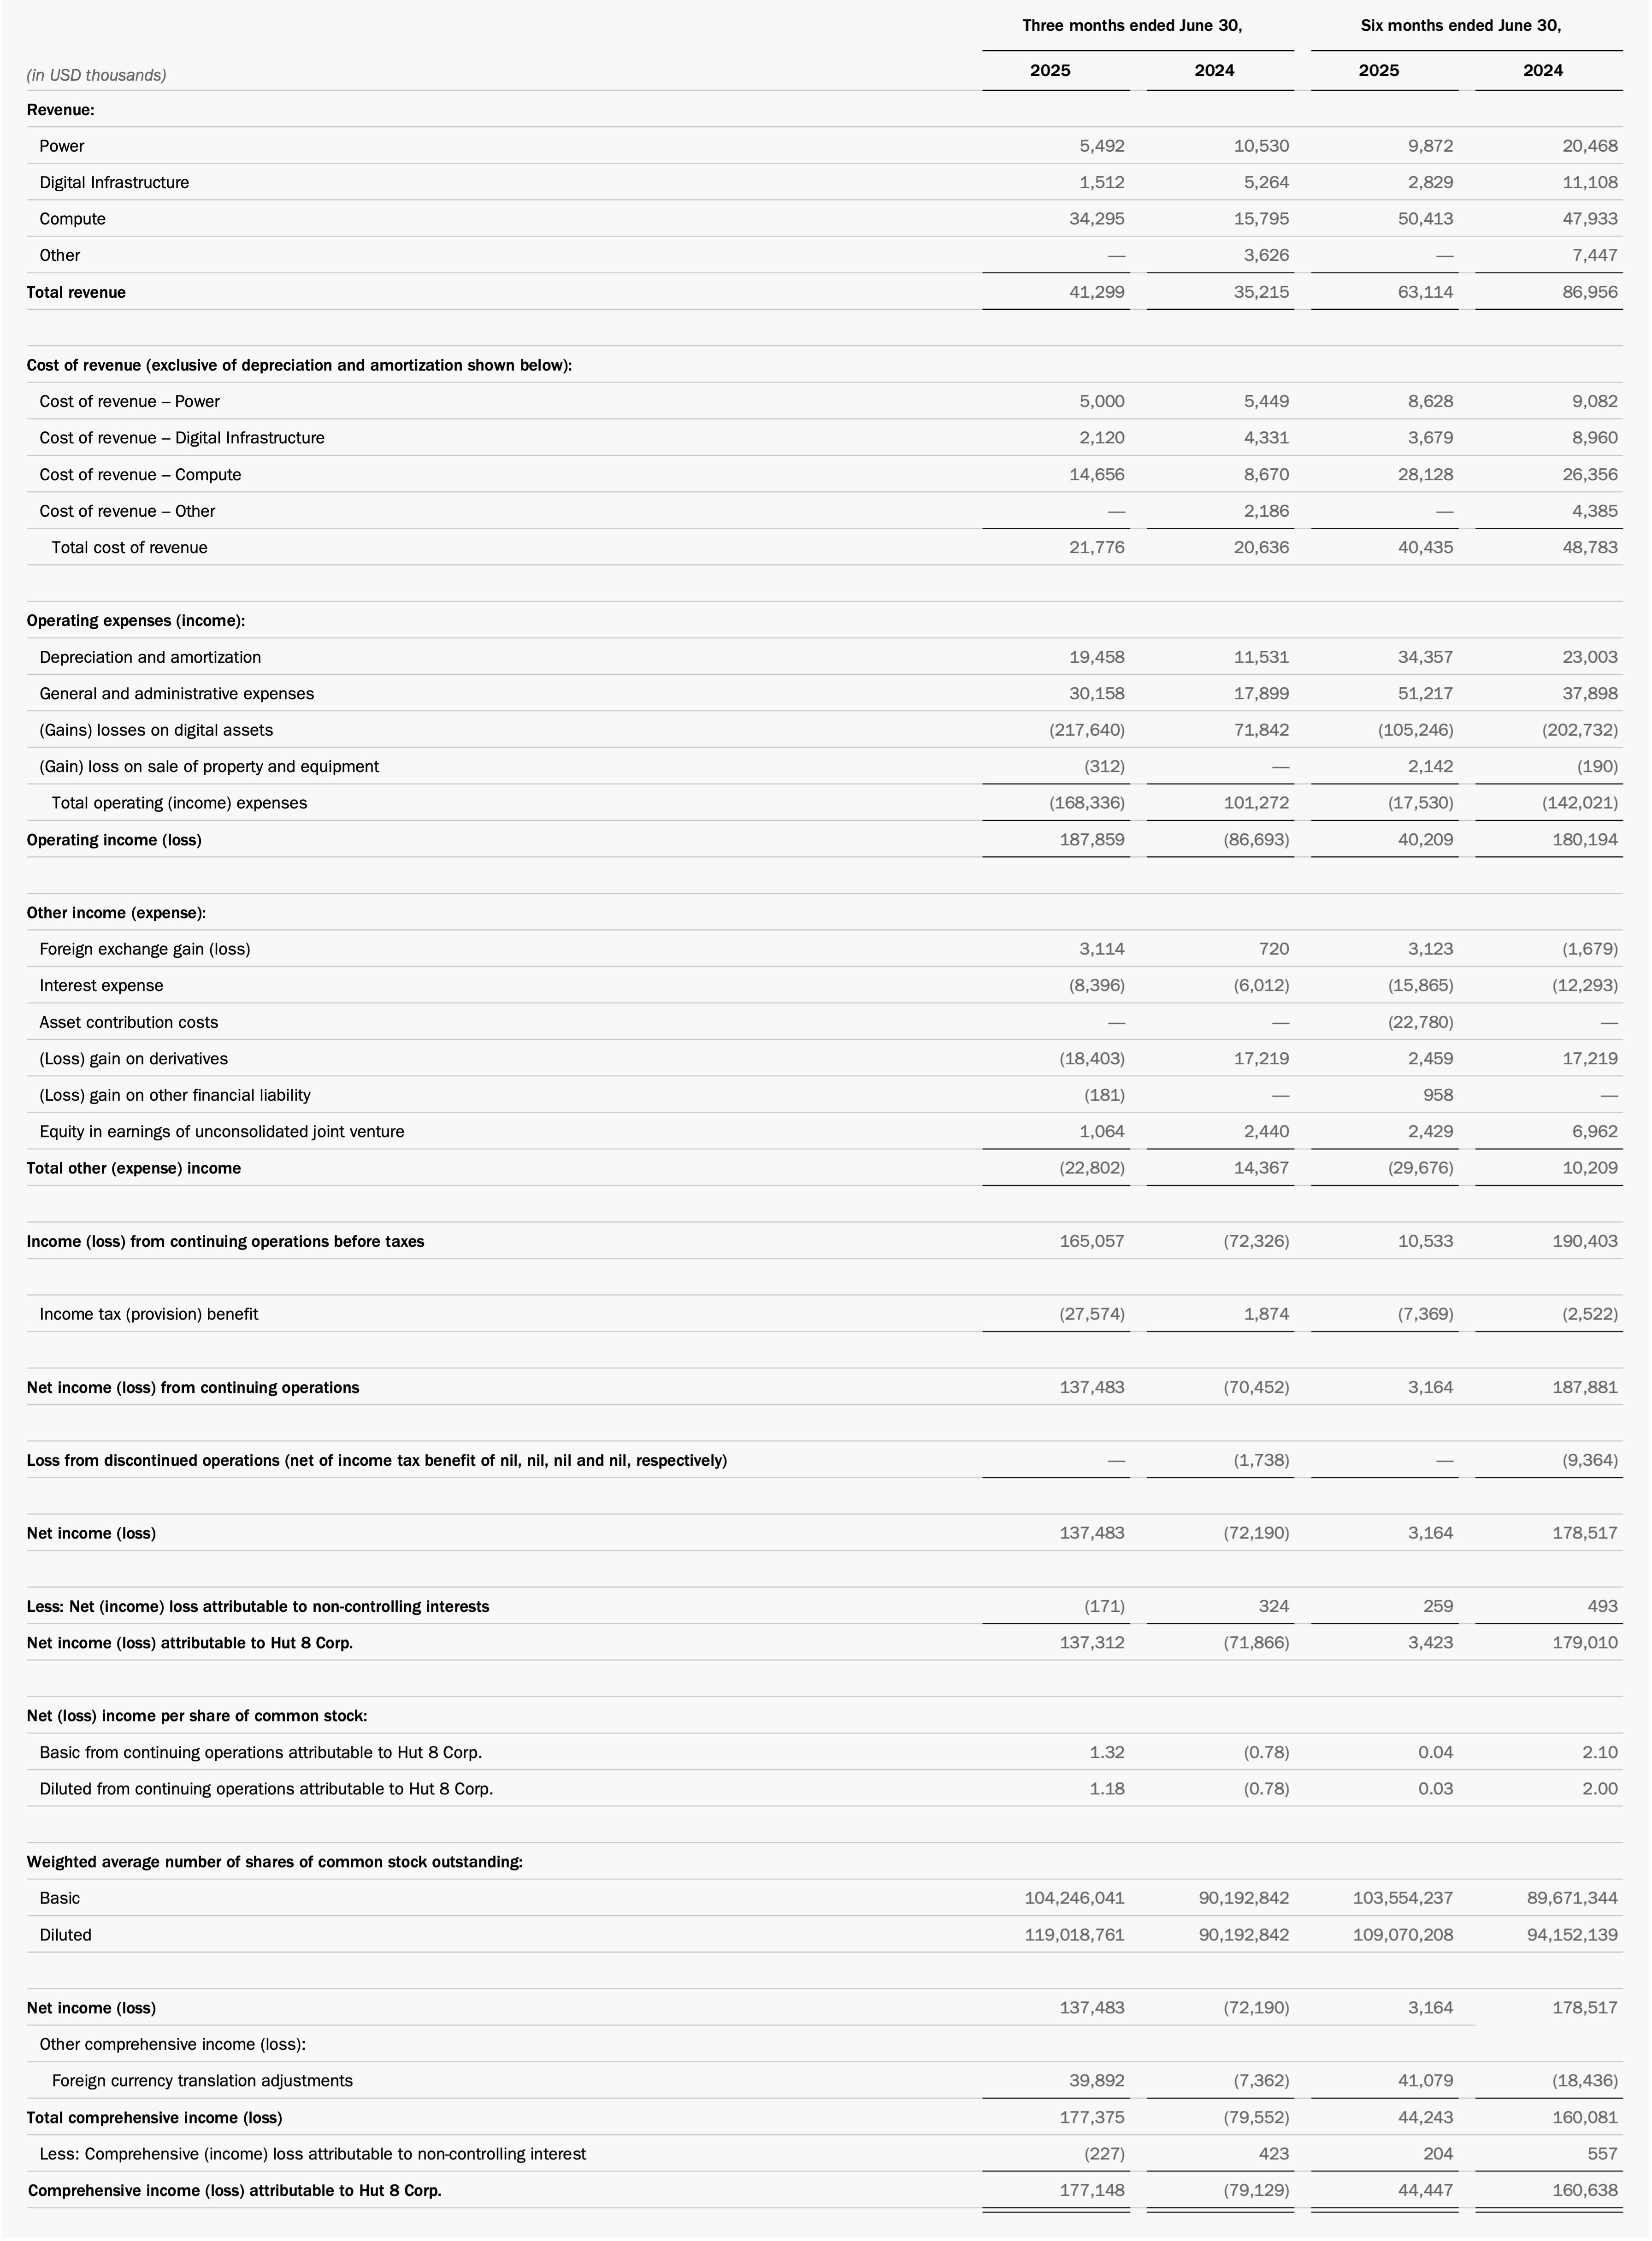 Three months ended June 30, Six months ended June 30,
(in USD thousands) 2025 2024 2025 2024
Revenue:
Power 5,492 10,530 9,872 20,468
Digital Infrastructure 1,512 5,264 2,829 11,108
Compute 34,295 15,795 50,413 47,933
Other — 3,626 — 7,447
Total revenue 41,299 35,215 63,114 86,956
Cost of revenue (exclusive of depreciation and amortization shown below):
Cost of revenue – Power 5,000 5,449 8,628 9,082
Cost of revenue – Digital Infrastructure 2,120 4,331 3,679 8,960
Cost of revenue – Compute 14,656 8,670 28,128 26,356
Cost of revenue – Other — 2,186 — 4,385
Total cost of revenue 21,776 20,636 40,435 48,783
Operating expenses (income):
Depreciation and amortization 19,458 11,531 34,357 23,003
General and administrative expenses 30,158 17,899 51,217 37,898
(Gains) losses on digital assets (217,640) 71,842 (105,246) (202,732)
(Gain) loss on sale of property and equipment (312) — 2,142 (190)
Total operating (income) expenses (168,336) 101,272 (17,530) (142,021)
Operating income (loss) 187,859 (86,693) 40,209 180,194
Other income (expense):
Foreign exchange gain (loss) 3,114 720 3,123 (1,679)
Interest expense (8,396) (6,012) (15,865) (12,293)
Asset contribution costs — — (22,780) —
(Loss) gain on derivatives (18,403) 17,219 2,459 17,219
(Loss) gain on other financial liability (181) — 958 —
Equity in earnings of unconsolidated joint venture 1,064 2,440 2,429 6,962
Total other (expense) income (22,802) 14,367 (29,676) 10,209
Income (loss) from continuing operations before taxes 165,057 (72,326) 10,533 190,403
Income tax (provision) benefit (27,574) 1,874 (7,369) (2,522)
Net income (loss) from continuing operations 137,483 (70,452) 3,164 187,881
Loss from discontinued operations (net of income tax benefit of nil, nil, nil and nil, respectively) — (1,738) — (9,364)
Net income (loss) 137,483 (72,190) 3,164 178,517
Less: Net (income) loss attributable to non-controlling interests (171) 324 259 493
Net income (loss) attributable to Hut 8 Corp. 137,312 (71,866) 3,423 179,010
Net (loss) income per share of common stock:
Basic from continuing operations attributable to Hut 8 Corp. 1.32 (0.78) 0.04 2.10
Diluted from continuing operations attributable to Hut 8 Corp. 1.18 (0.78) 0.03 2.00
Weighted average number of shares of common stock outstanding:
Basic 104,246,041 90,192,842 103,554,237 89,671,344
Diluted 119,018,761 90,192,842 109,070,208 94,152,139
Net income (loss) 137,483 (72,190) 3,164 178,517
Other comprehensive income (loss):
Foreign currency translation adjustments 39,892 (7,362) 41,079 (18,436)
Total comprehensive income (loss) 177,375 (79,552) 44,243 160,081
Less: Comprehensive (income) loss attributable to non-controlling interest (227) 423 204 557
Comprehensive income (loss) attributable to Hut 8 Corp. 177,148 (79,129) 44,447 160,638